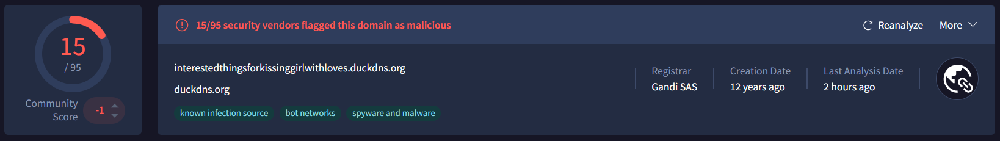 15
/ 95
Community
Score
-1
15/95 security vendors flagged this domain as malicious
Reanalyze
More
interestedthingsforkissinggirlwithloves.duckdns.org
duckdns.org
known infection source
bot networks
spyware and malware
Registrar
Gandi SAS
Creation Date
12 years ago
Last Analysis Date
2 hours ago